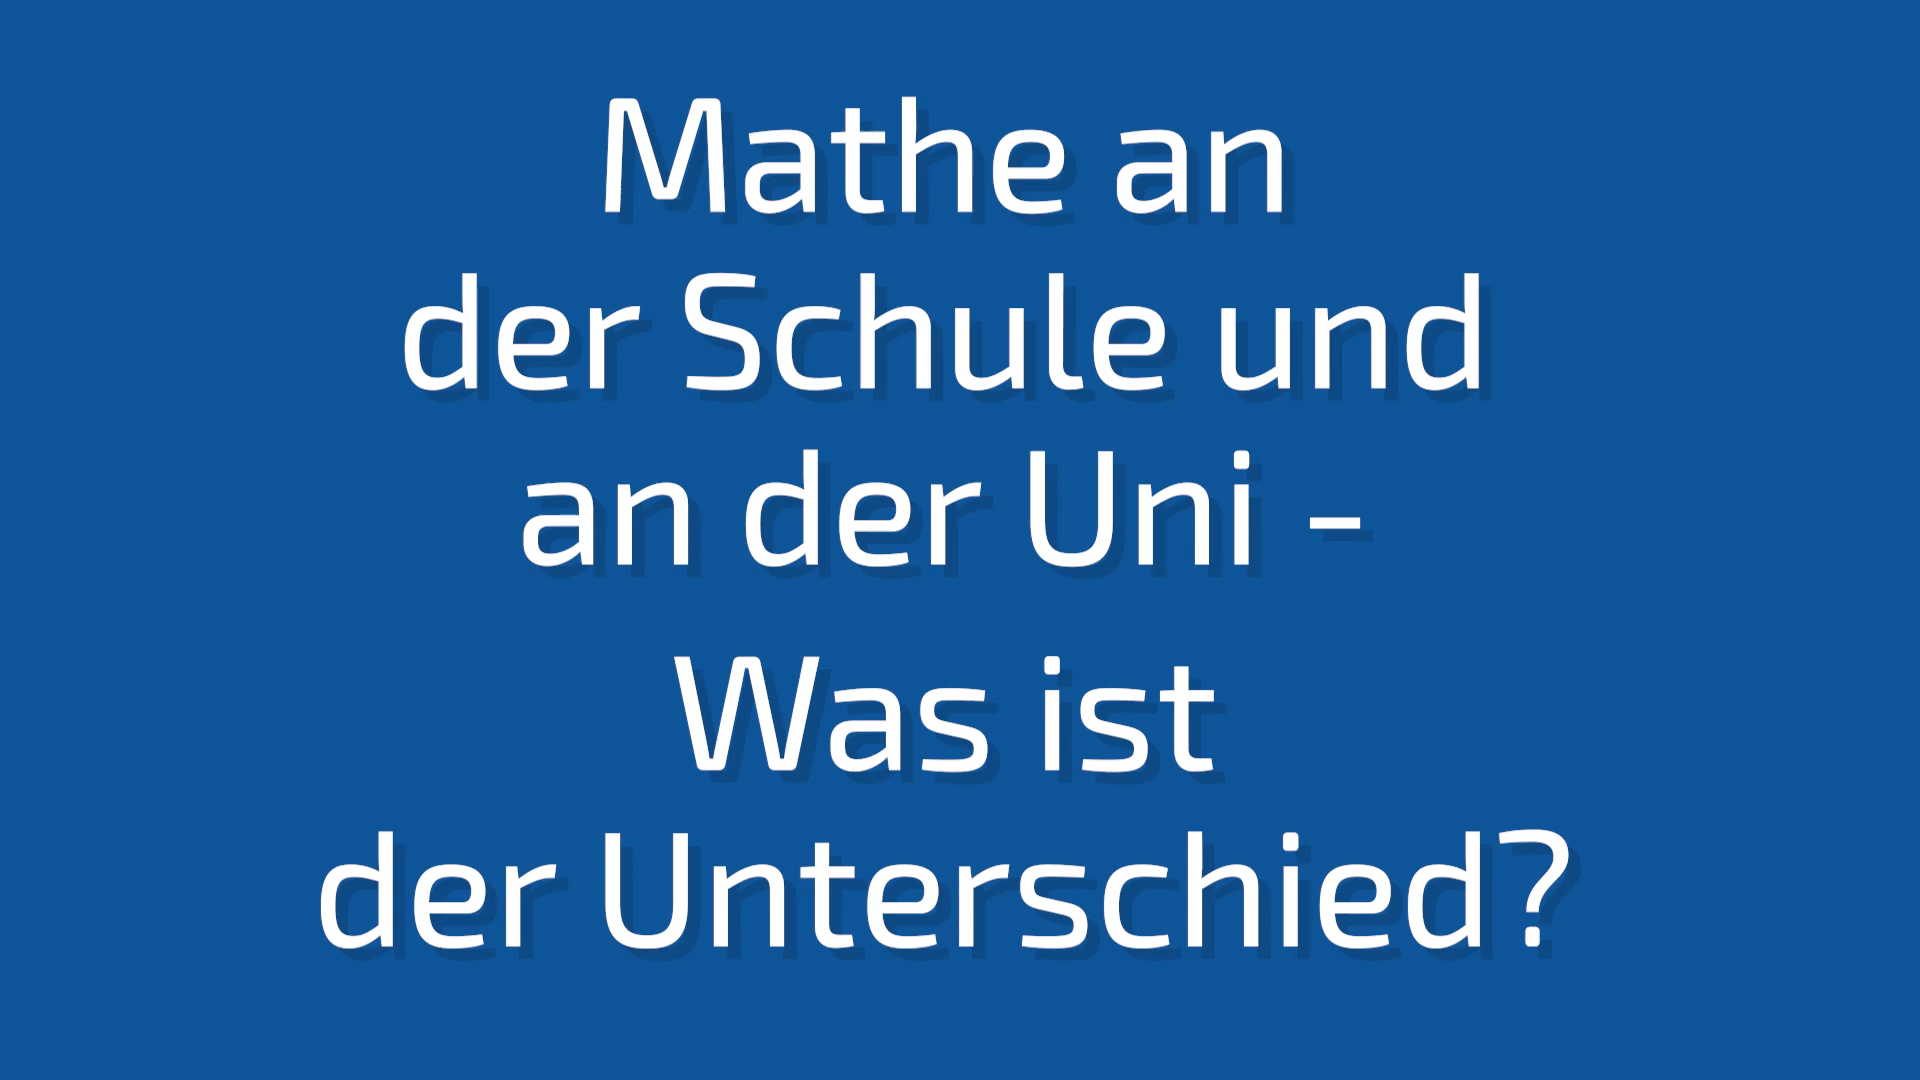 Mathe an
der Schule und
an der Uni -
Was ist
der Unterschied?